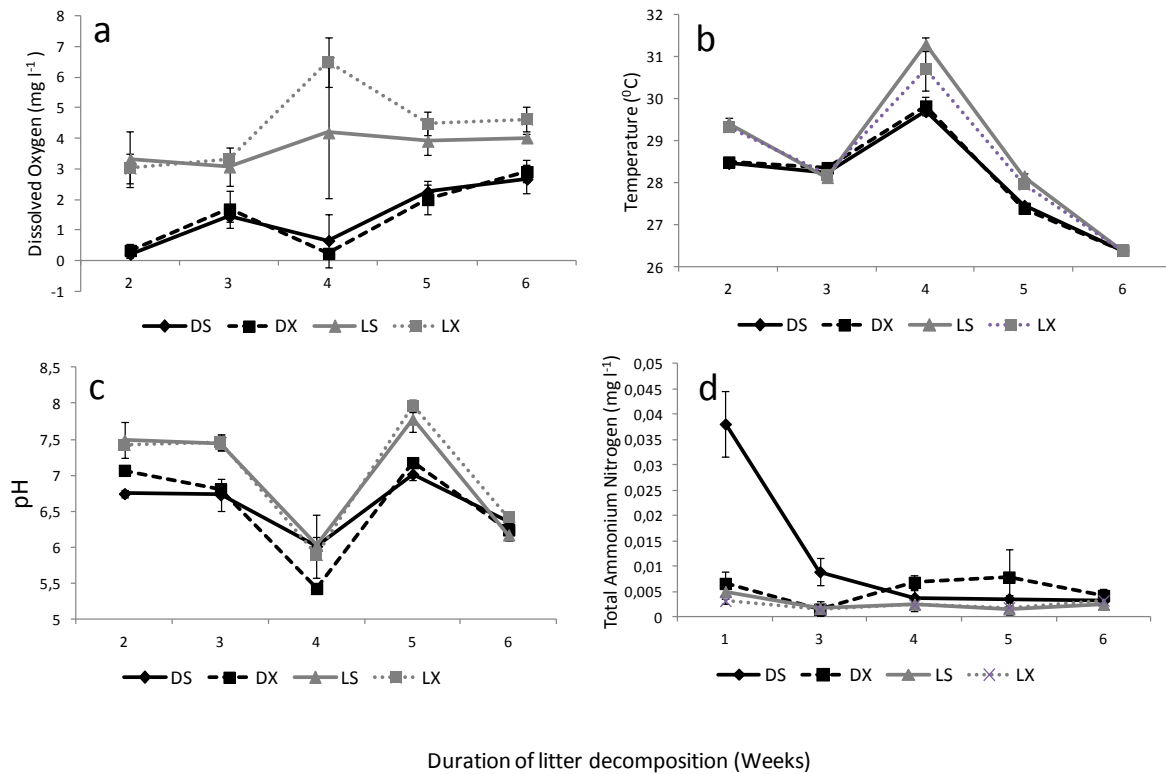 a
Dissolved Oxygen (mg l-1)
8
7
6
5
4
3
2
1
0
-1
2 3 4 5 6
DS DX LS LX
b
Temperature (0C)
32
31
30
29
28
27
26
2 3 4 5 6
DS DX LS LX
c
pH
8,5
8
7,5
7
6,5
6
5,5
5
2 3 4 5 6
DS DX LS LX
d
Total Ammonium Nitrogen (mg l-1)
0,05
0,045
0,04
0,035
0,03
0,025
0,02
0,015
0,01
0,005
0
1 3 4 5 6
DS DX LS LX
Duration of litter decomposition (Weeks)